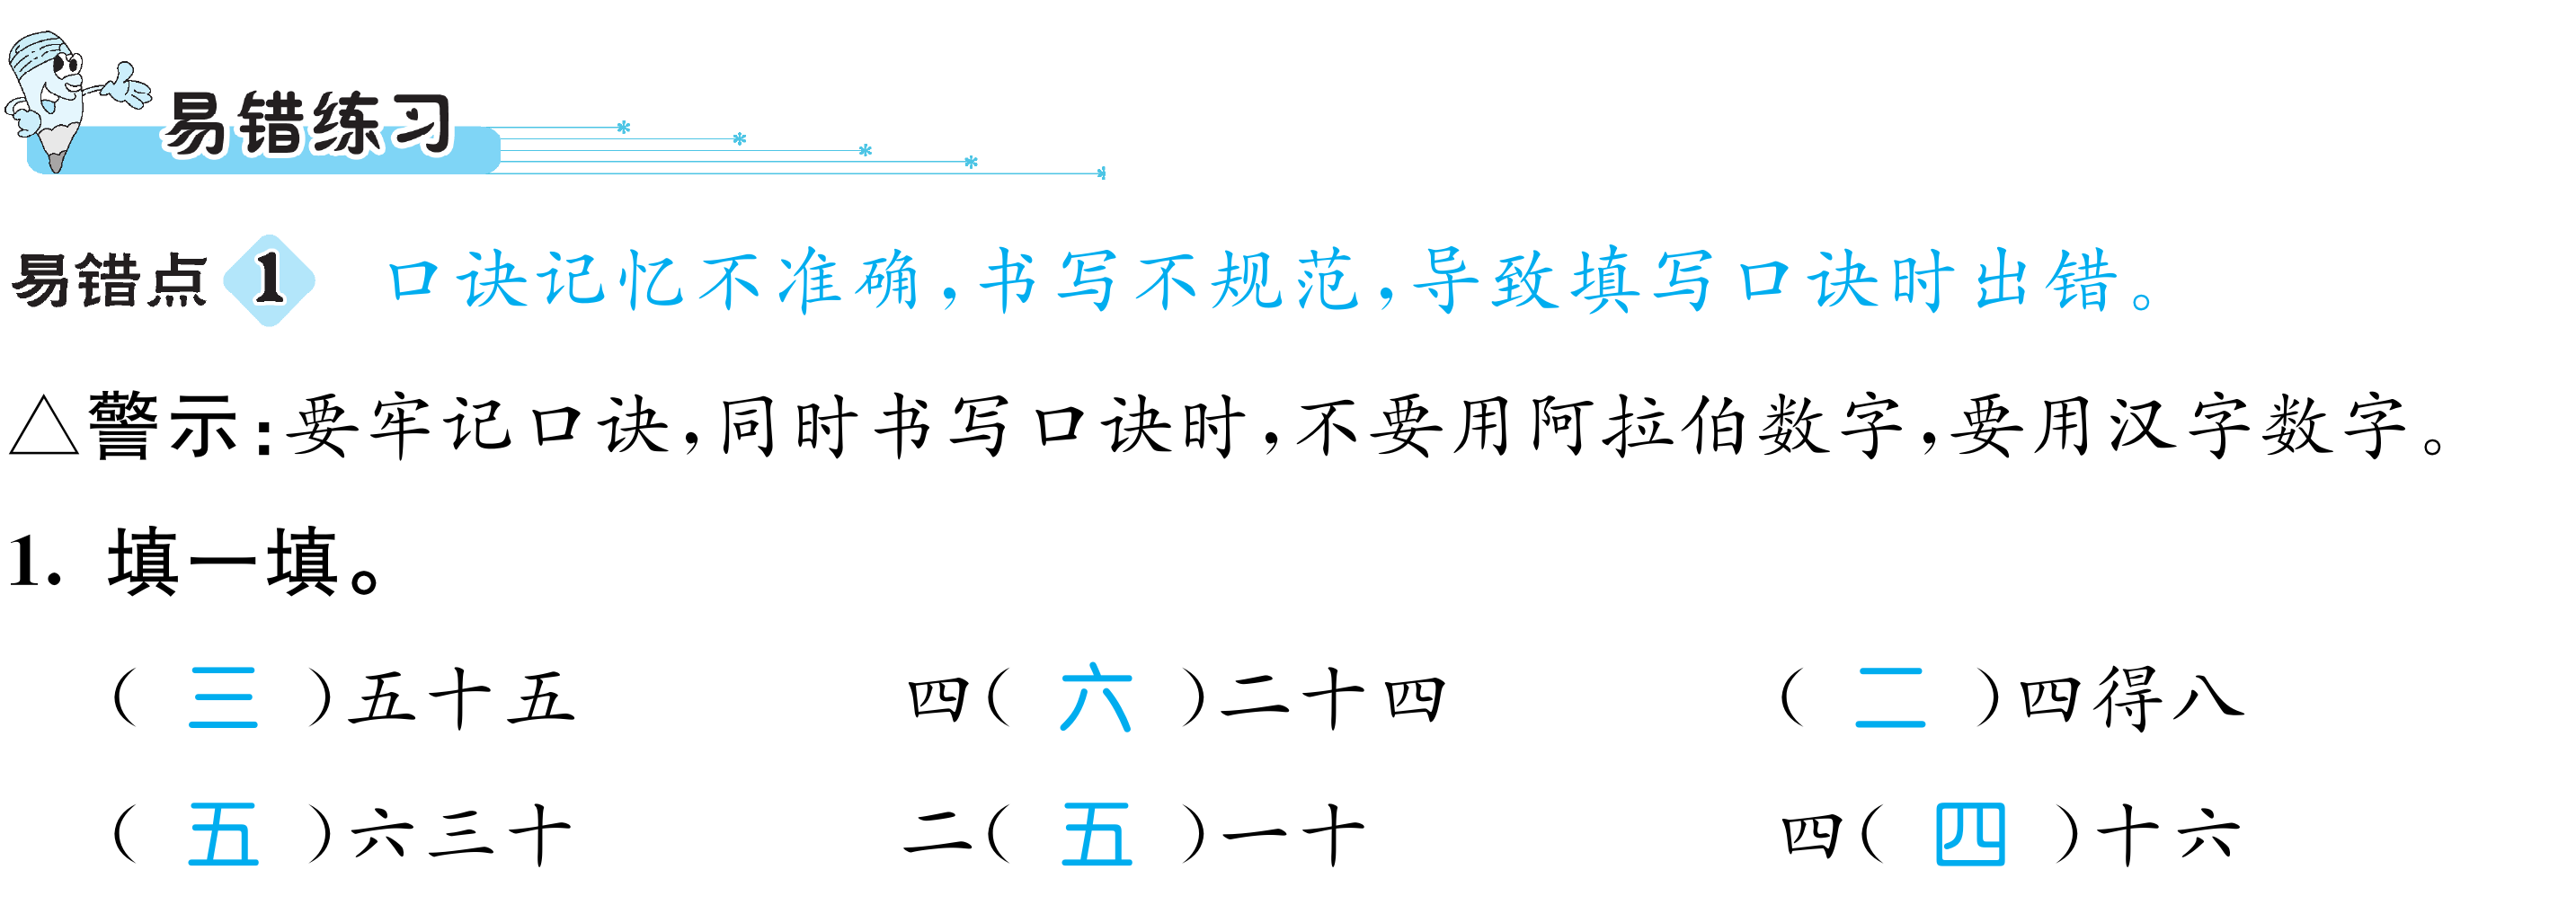 易错练习
易错点 1 口诀记忆不准确,书写不规范,导致填写口诀时出错。
△警示:要牢记口诀,同时书写口诀时,不要用阿拉伯数字,要用汉字数字。
1. 填一填。
( 三 )五十五 四( 六 )二十四 ( 二 )四得八
( 五 )六三十 二( 五 )一十 四( 四 )十六